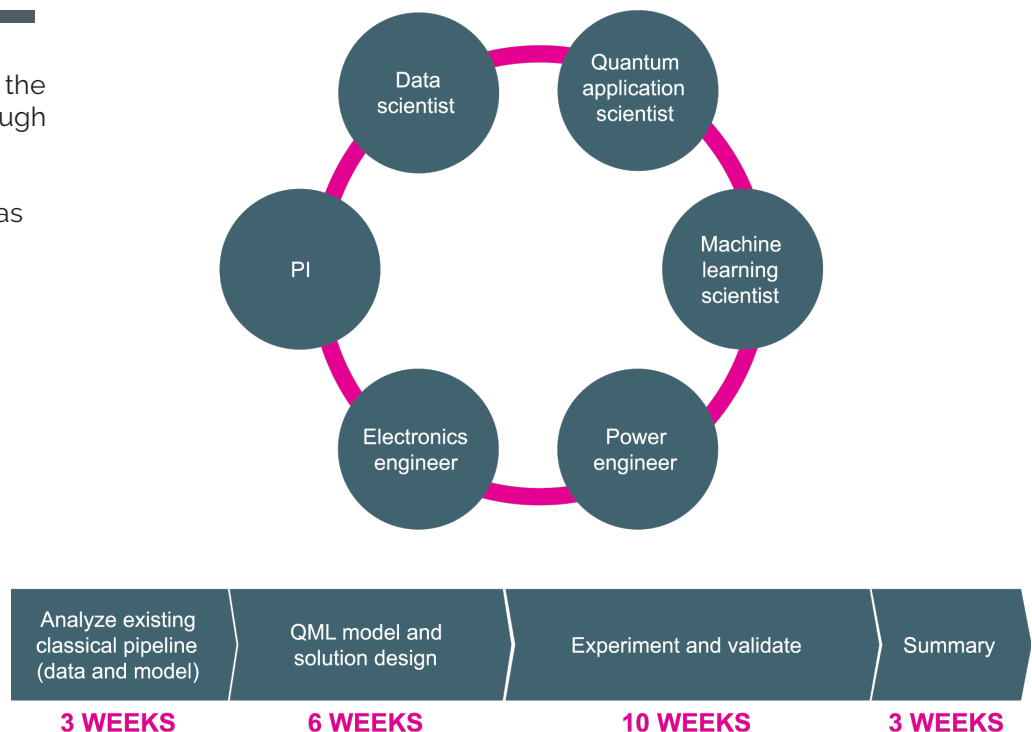 the
ough
as
Data
scientist
Quantum
application
scientist
PI
Machine
learning
scientist
Electronics
engineer
Power
engineer
Analyze existing
classical pipeline
(data and model)
QML model and
solution design
Experiment and validate
Summary
3 WEEKS
6 WEEKS
10 WEEKS
3 WEEKS